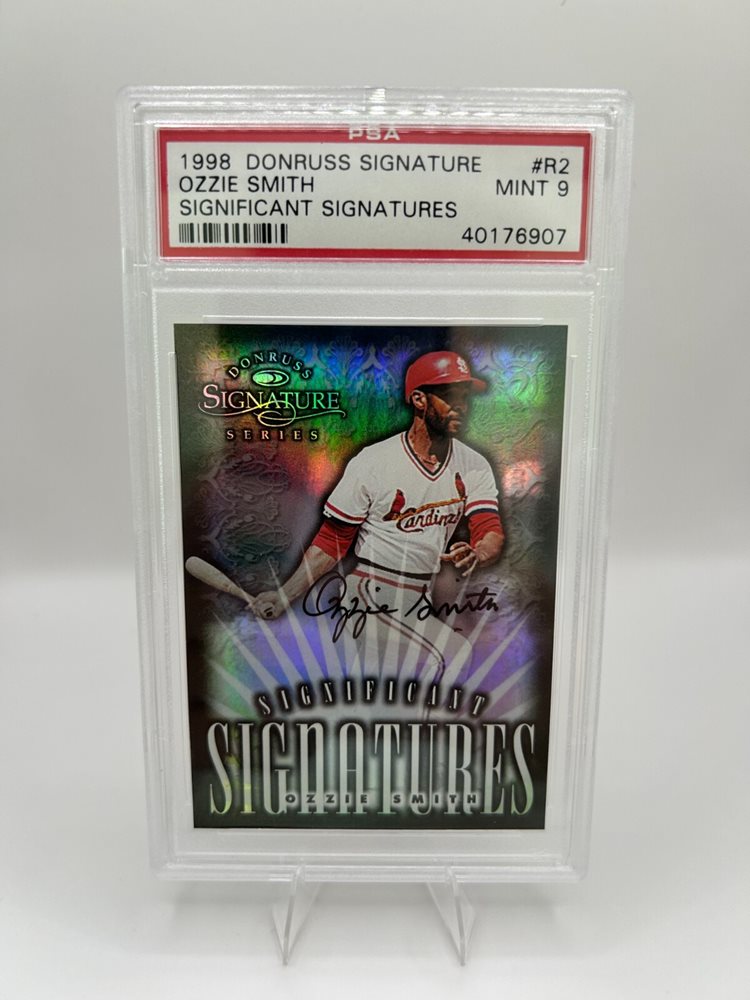 PSA
1998 DONRUSS SIGNATURE #R2
OZZIE SMITH MINT 9
SIGNIFICANT SIGNATURES
40176907
DONRUSS
SIGNATURE
SERIES
Cardinals
Ozzie Smith
SIGNIFICANT
SIGNATURES
OZZIE SMITH